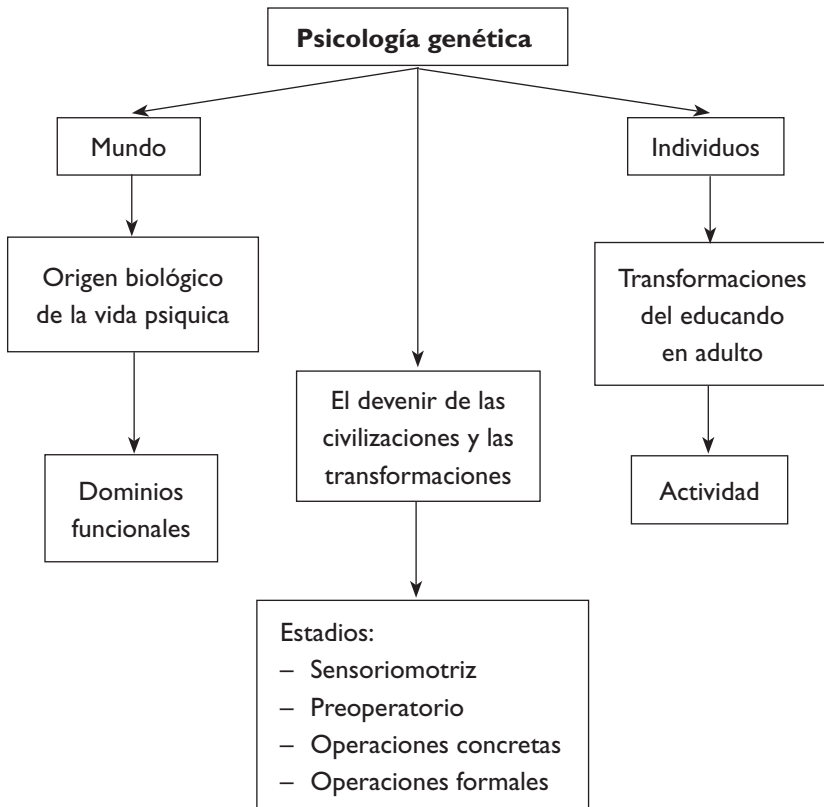 Psicología genética
Mundo
Individuos
Origen biológico
de la vida psiquica
Transformaciones
del educando
en adulto
El devenir de las
civilizaciones y las
transformaciones
Dominios
funcionales
Actividad
Estadios:
– Sensoriomotriz
– Preoperatorio
– Operaciones concretas
– Operaciones formales